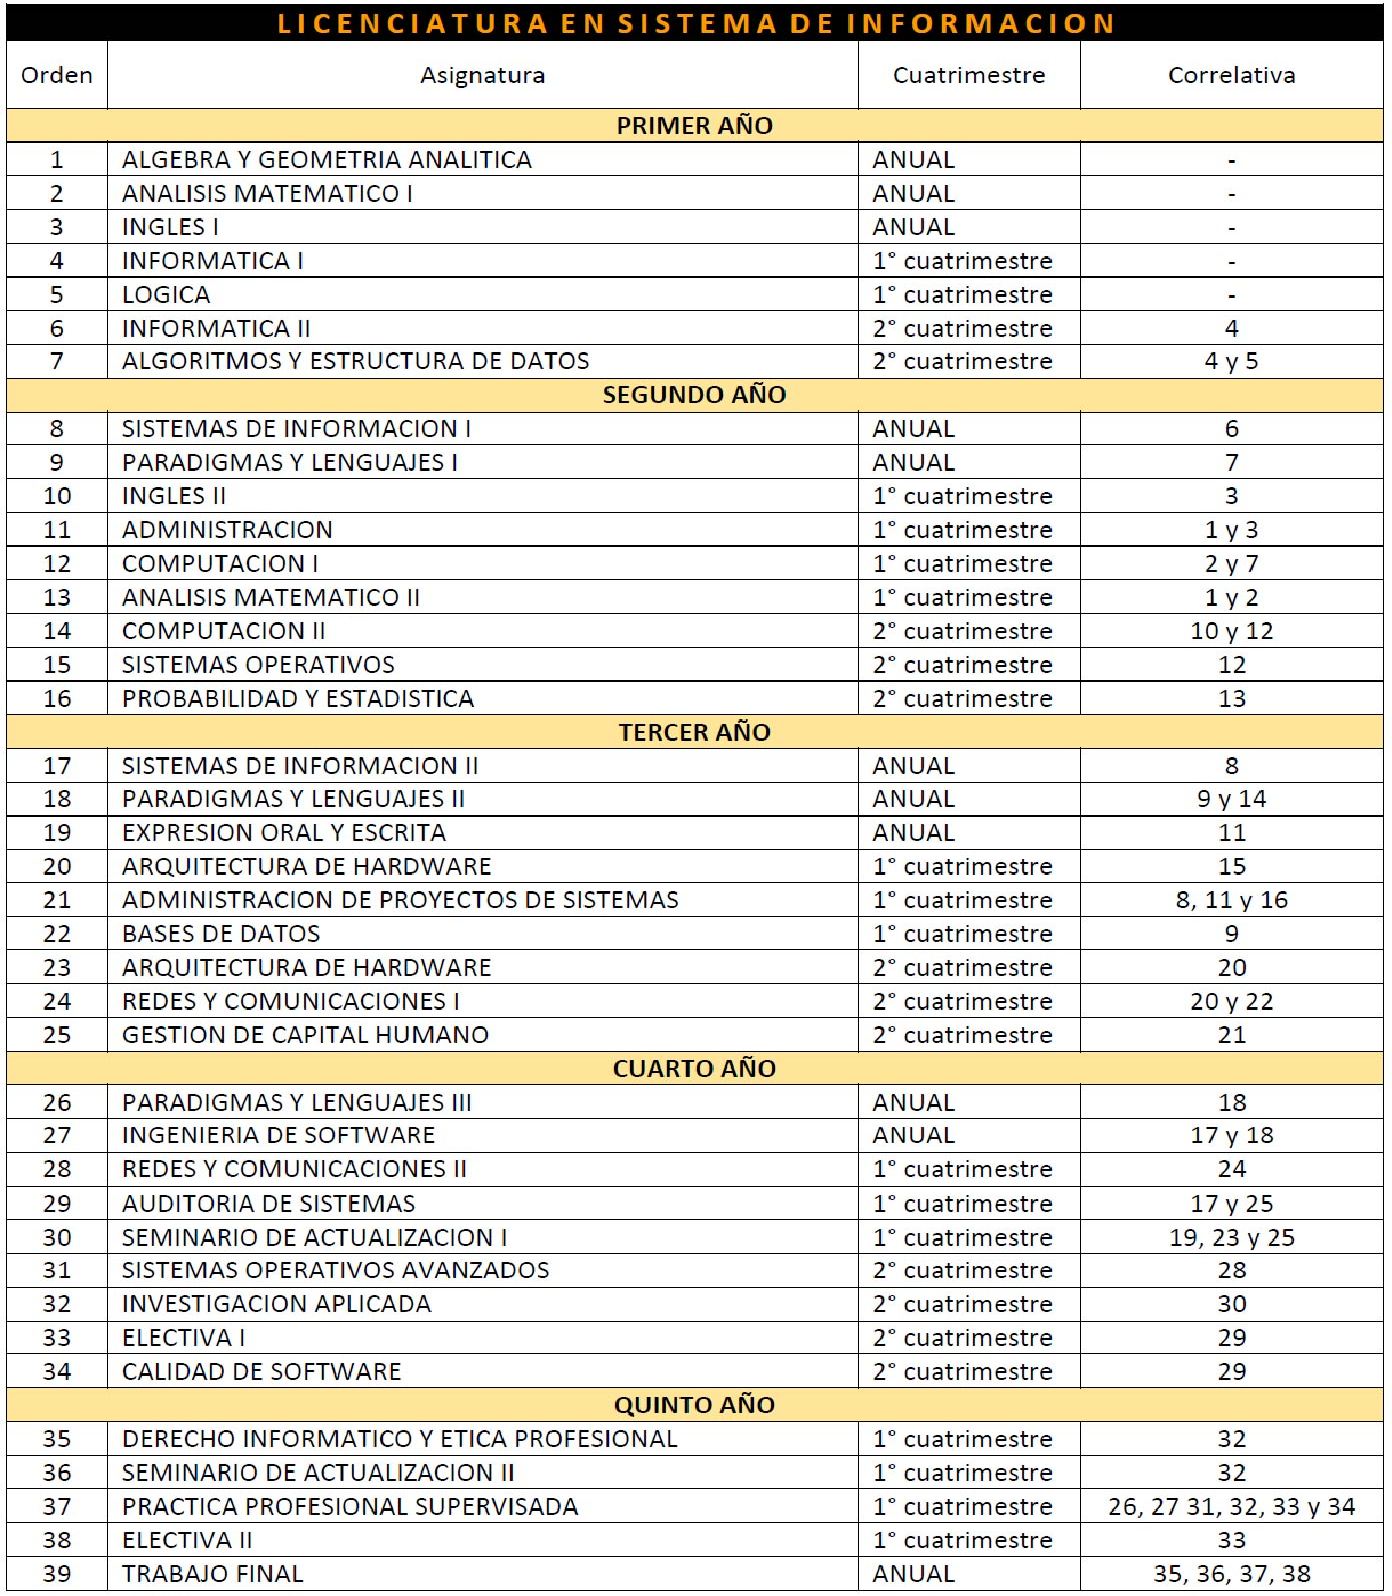 LICENCIATURA EN SISTEMA DE INFORMACION
Orden Asignatura Cuatrimestre Correlativa
PRIMER AÑO
1 ALGEBRA Y GEOMETRIA ANALITICA ANUAL -
2 ANALISIS MATEMATICO I ANUAL -
3 INGLES I ANUAL -
4 INFORMATICA I 1° cuatrimestre -
5 LOGICA 1° cuatrimestre -
6 INFORMATICA II 2° cuatrimestre 4
7 ALGORITMOS Y ESTRUCTURA DE DATOS 2° cuatrimestre 4 y 5
SEGUNDO AÑO
8 SISTEMAS DE INFORMACION I ANUAL 6
9 PARADIGMAS Y LENGUAJES I ANUAL 7
10 INGLES II 1° cuatrimestre 3
11 ADMINISTRACION 1° cuatrimestre 1 y 3
12 COMPUTACION I 1° cuatrimestre 2 y 7
13 ANALISIS MATEMATICO II 1° cuatrimestre 1 y 2
14 COMPUTACION II 2° cuatrimestre 10 y 12
15 SISTEMAS OPERATIVOS 2° cuatrimestre 12
16 PROBABILIDAD Y ESTADISTICA 2° cuatrimestre 13
TERCER AÑO
17 SISTEMAS DE INFORMACION II ANUAL 8
18 PARADIGMAS Y LENGUAJES II ANUAL 9 y 14
19 EXPRESION ORAL Y ESCRITA ANUAL 11
20 ARQUITECTURA DE HARDWARE 1° cuatrimestre 15
21 ADMINISTRACION DE PROYECTOS DE SISTEMAS 1° cuatrimestre 8, 11 y 16
22 BASES DE DATOS 1° cuatrimestre 9
23 ARQUITECTURA DE HARDWARE 2° cuatrimestre 20
24 REDES Y COMUNICACIONES I 2° cuatrimestre 20 y 22
25 GESTION DE CAPITAL HUMANO 2° cuatrimestre 21
CUARTO AÑO
26 PARADIGMAS Y LENGUAJES III ANUAL 18
27 INGENIERIA DE SOFTWARE ANUAL 17 y 18
28 REDES Y COMUNICACIONES II 1° cuatrimestre 24
29 AUDITORIA DE SISTEMAS 1° cuatrimestre 17 y 25
30 SEMINARIO DE ACTUALIZACION I 1° cuatrimestre 19, 23 y 25
31 SISTEMAS OPERATIVOS AVANZADOS 2° cuatrimestre 28
32 INVESTIGACION APLICADA 2° cuatrimestre 30
33 ELECTIVA I 2° cuatrimestre 29
34 CALIDAD DE SOFTWARE 2° cuatrimestre 29
QUINTO AÑO
35 DERECHO INFORMATICO Y ETICA PROFESIONAL 1° cuatrimestre 32
36 SEMINARIO DE ACTUALIZACION II 1° cuatrimestre 32
37 PRACTICA PROFESIONAL SUPERVISADA 1° cuatrimestre 26, 27 31, 32, 33 y 34
38 ELECTIVA II 1° cuatrimestre 33
39 TRABAJO FINAL ANUAL 35, 36, 37, 38